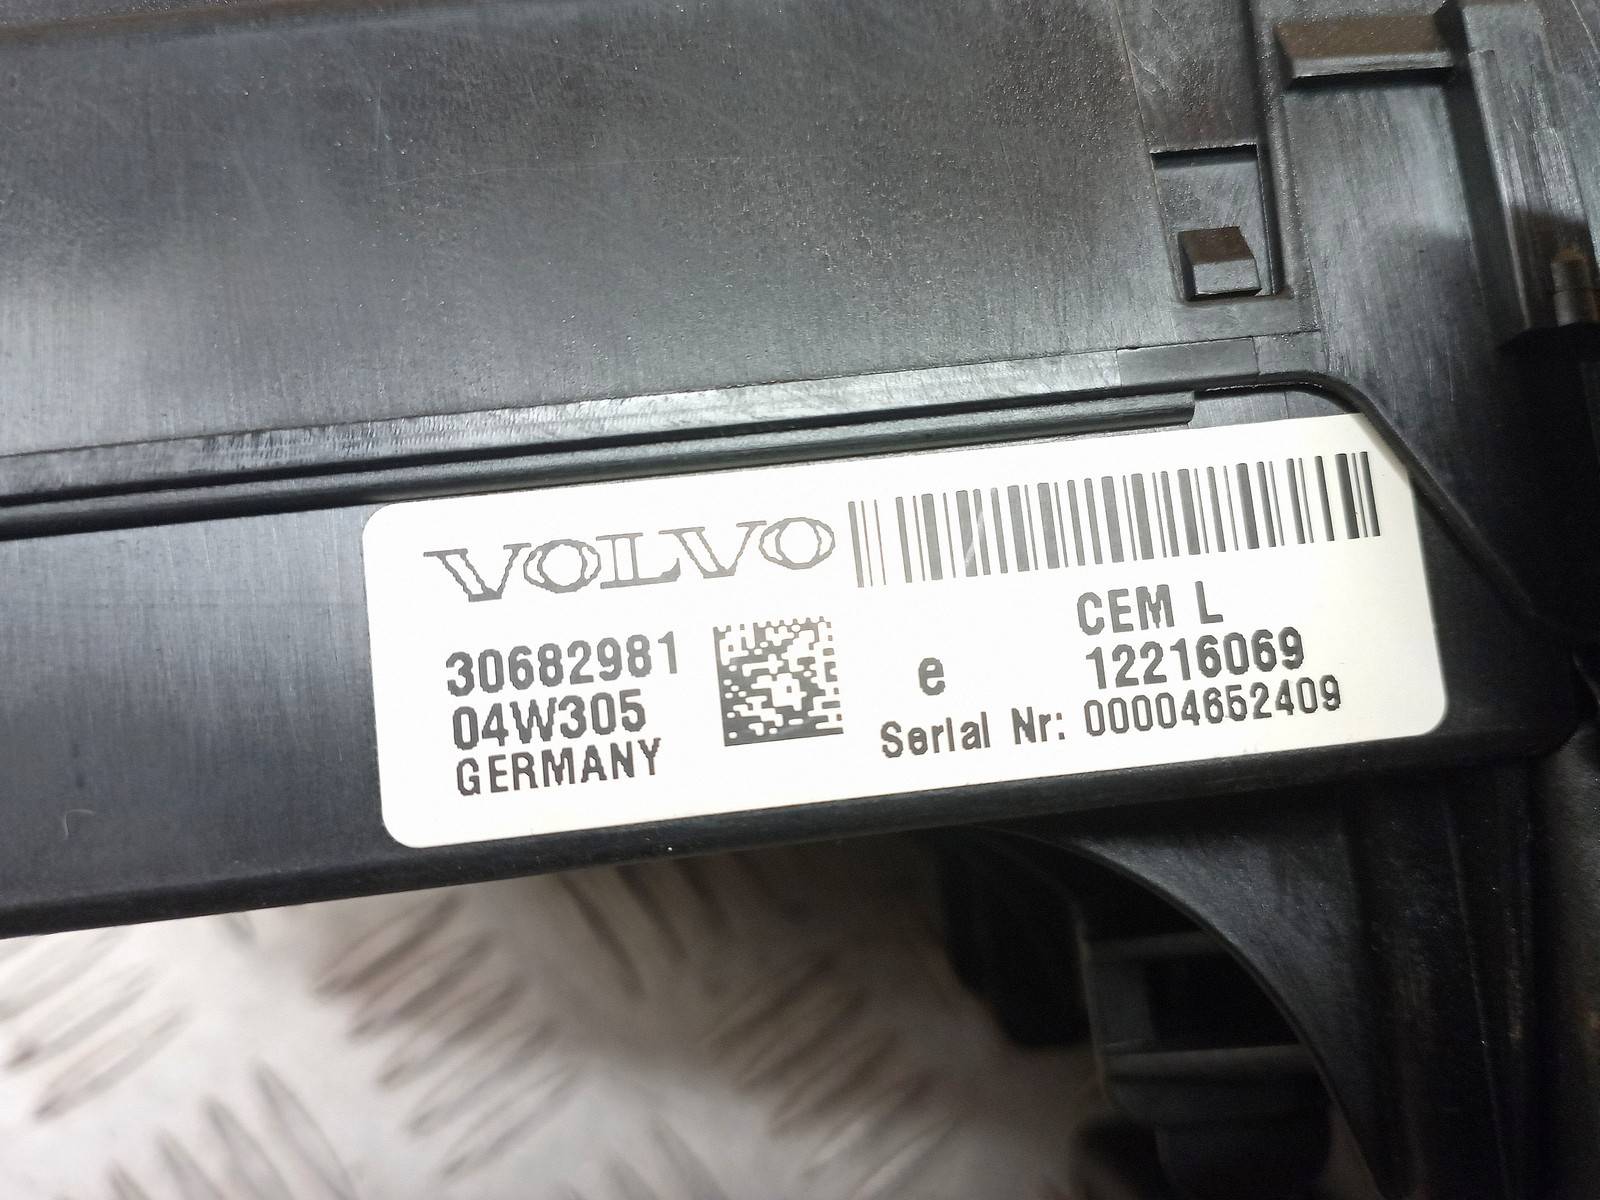 VOLVO
30682981
04W305
GERMANY
e
CEM L
12216069
Serial Nr: 00004652409